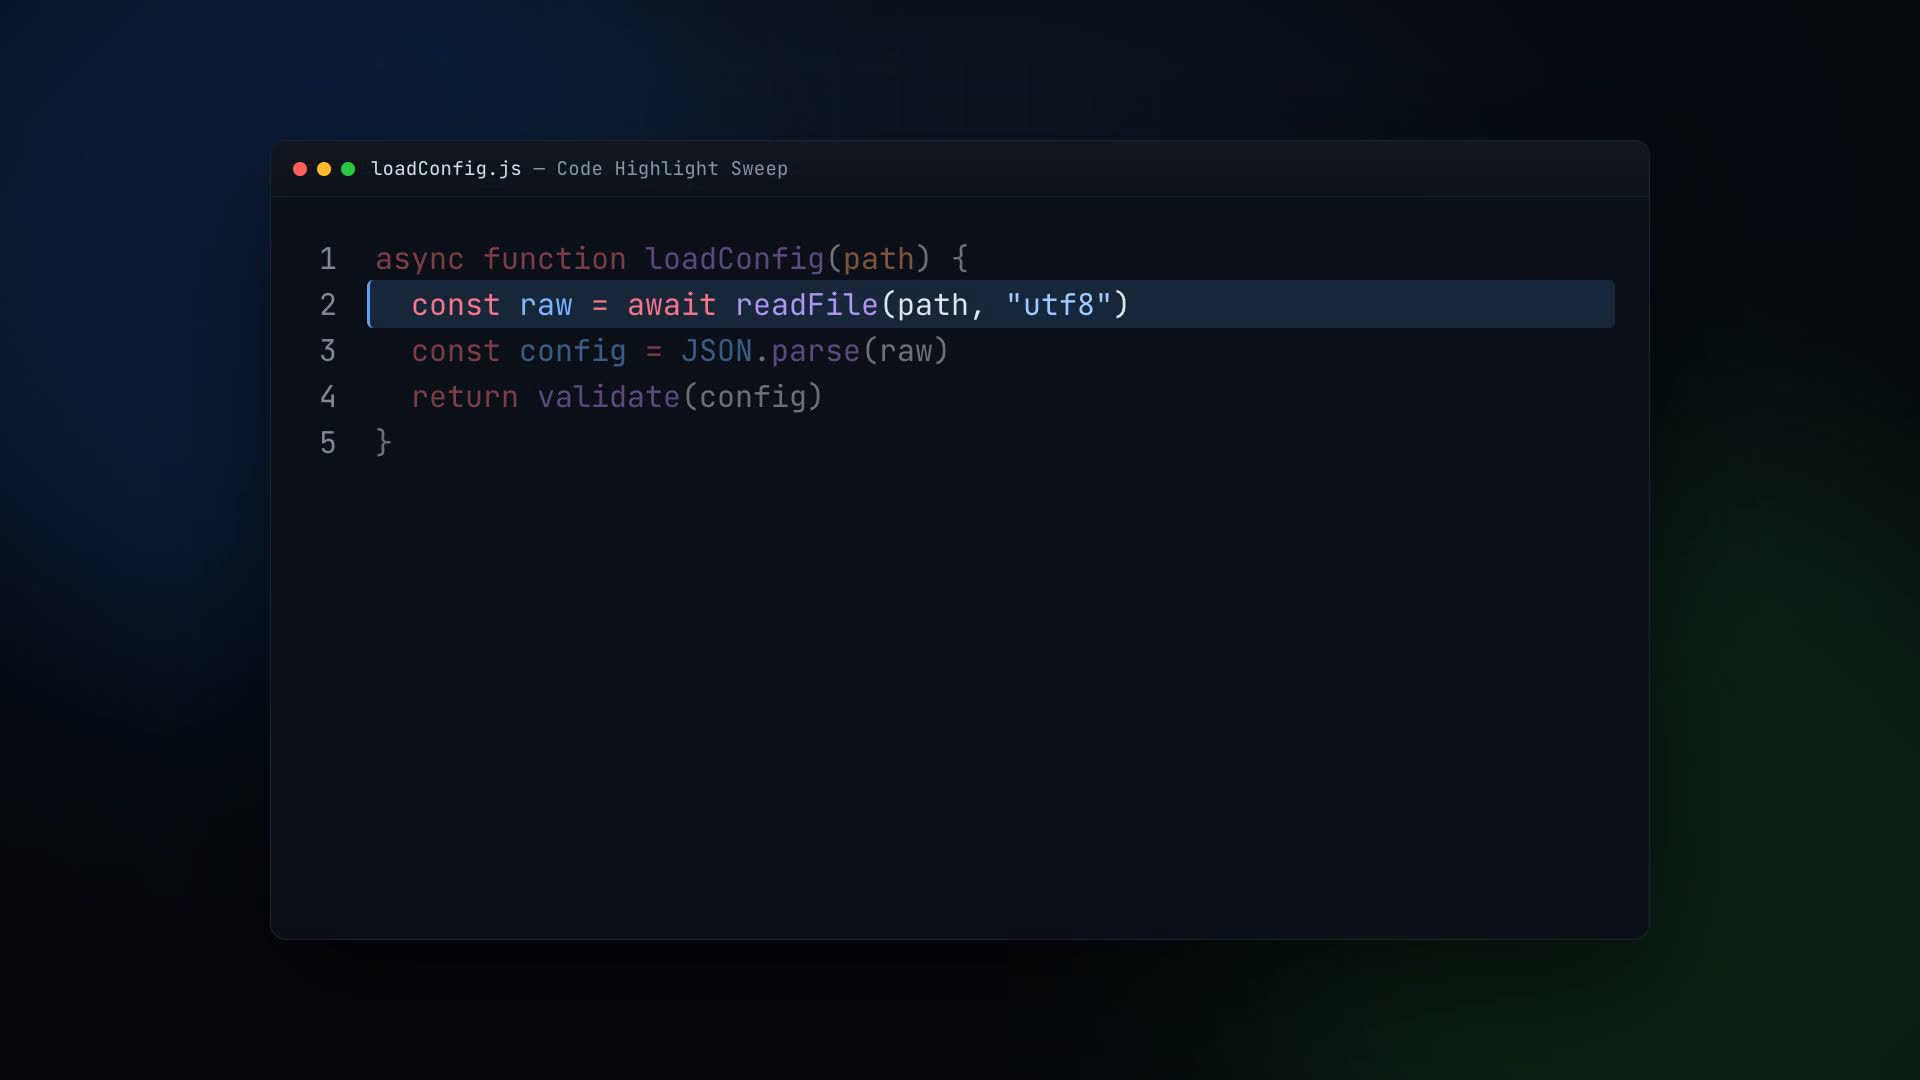 loadConfig.js — Code Highlight Sweep
1 async function loadConfig(path) {
2   const raw = await readFile(path, "utf8")
3   const config = JSON.parse(raw)
4   return validate(config)
5 }